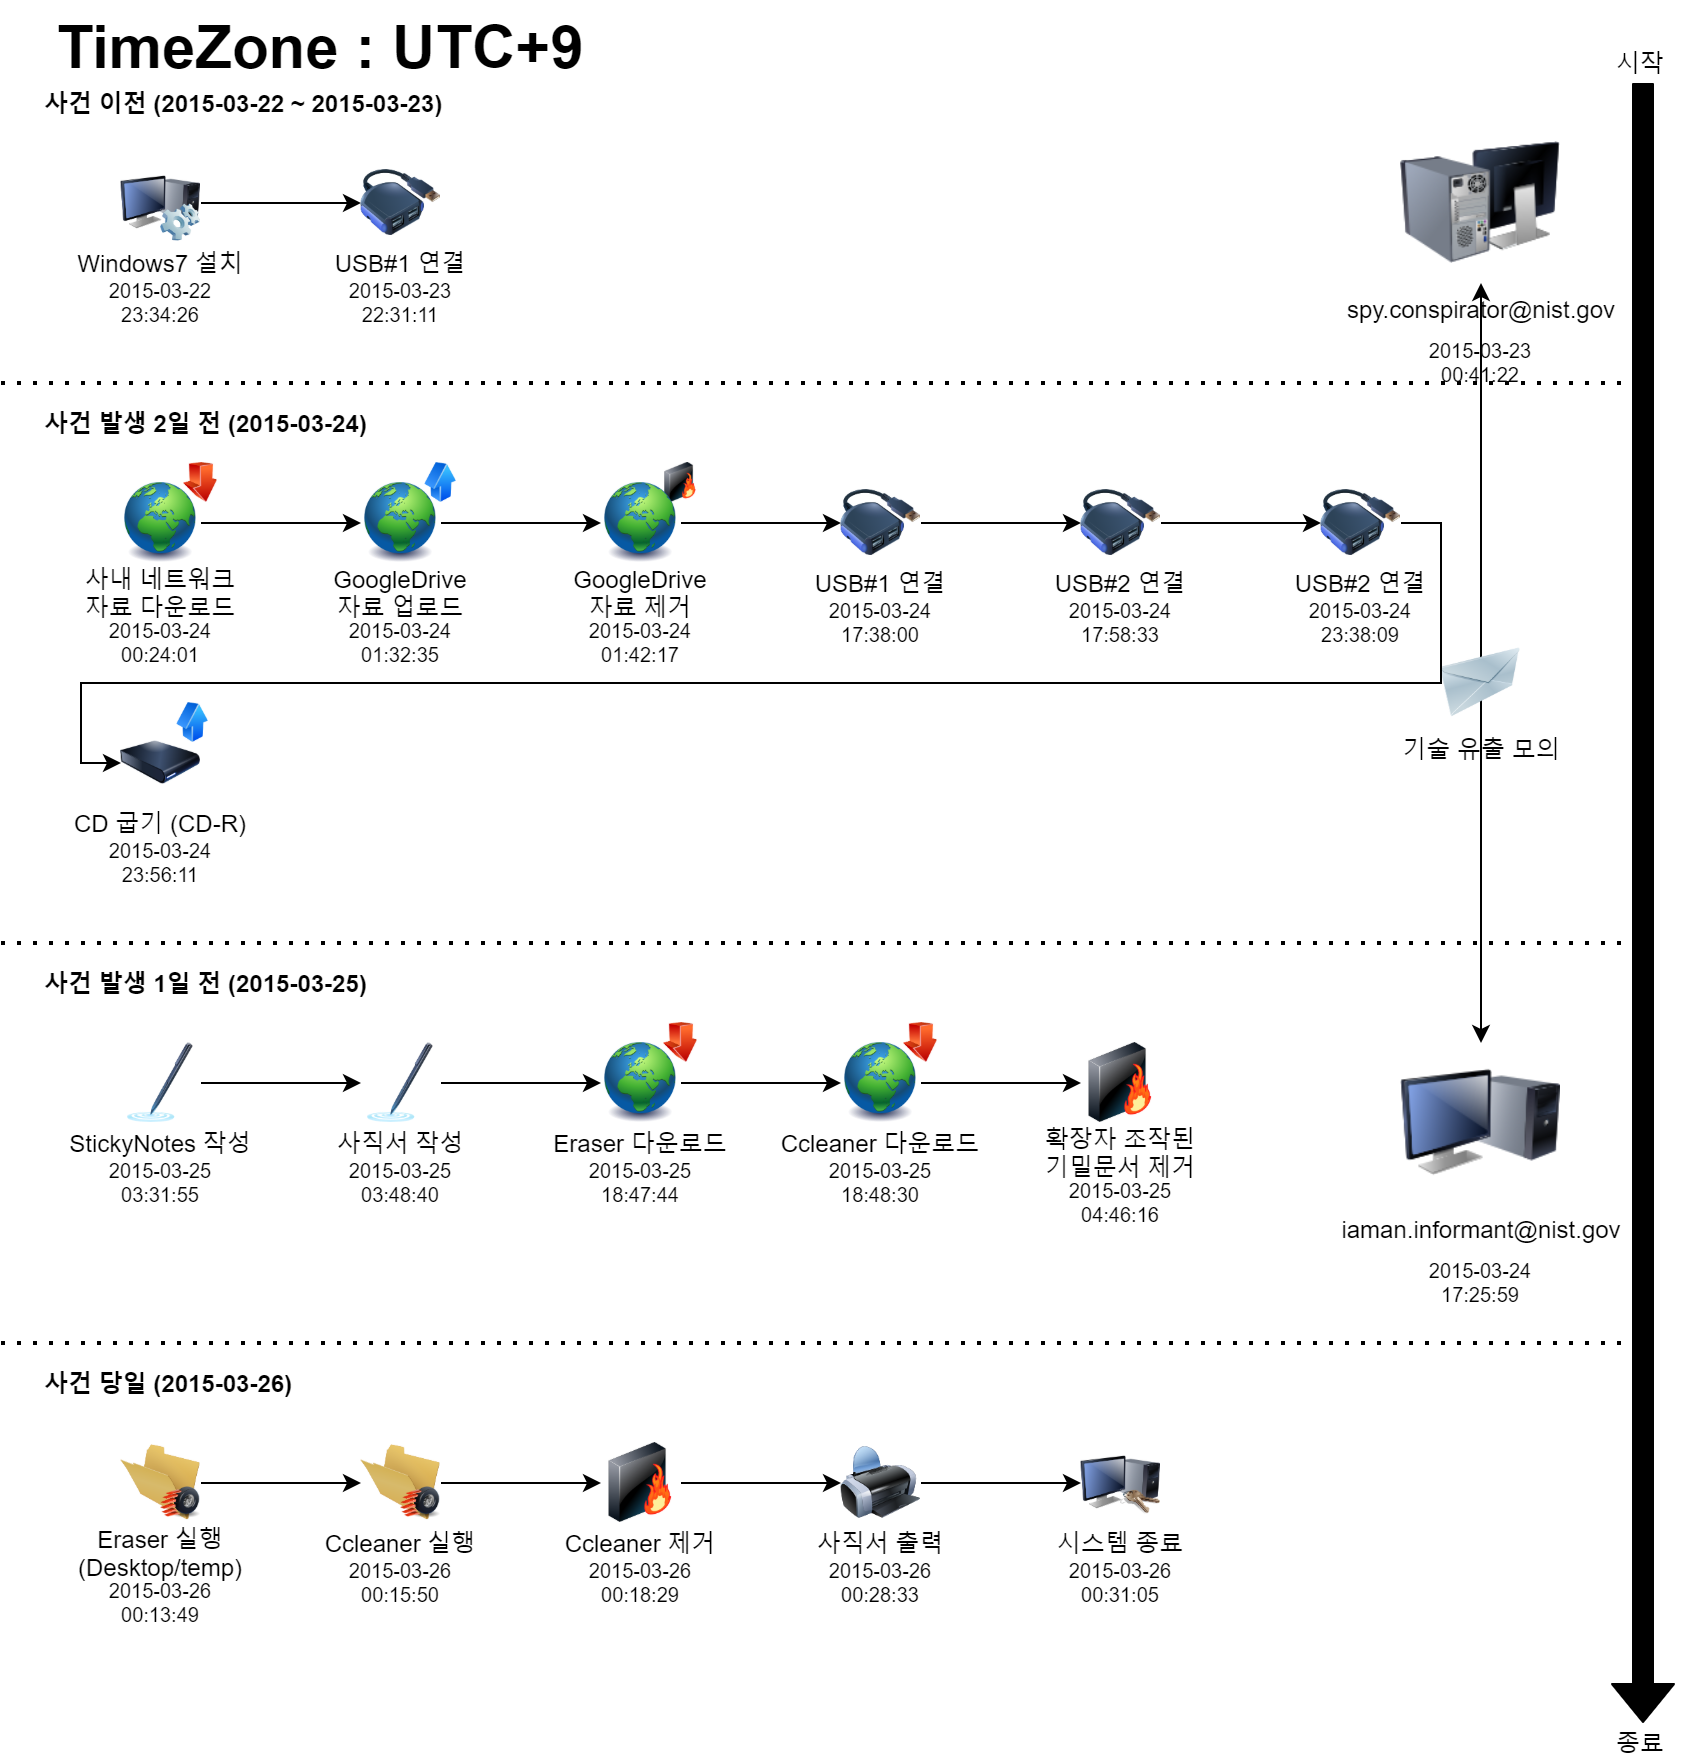 TimeZone : UTC+9
시작
사건 이전 (2015-03-22 ~ 2015-03-23)
Windows7 설치
2015-03-22
23:34:26
USB#1 연결
2015-03-23
22:31:11
spy.conspirator@nist.gov
2015-03-23
00:41:22
사건 발생 2일 전 (2015-03-24)
사내 네트워크
자료 다운로드
2015-03-24
00:24:01
GoogleDrive
자료 업로드
2015-03-24
01:32:35
GoogleDrive
자료 제거
2015-03-24
01:42:17
USB#1 연결
2015-03-24
17:38:00
USB#2 연결
2015-03-24
17:58:33
USB#2 연결
2015-03-24
23:38:09
기술 유출 모의
CD 굽기 (CD-R)
2015-03-24
23:56:11
사건 발생 1일 전 (2015-03-25)
StickyNotes 작성
2015-03-25
03:31:55
사직서 작성
2015-03-25
03:48:40
Eraser 다운로드
2015-03-25
18:47:44
Ccleaner 다운로드
2015-03-25
18:48:30
확장자 조작된
기밀문서 제거
2015-03-25
04:46:16
iaman.informant@nist.gov
2015-03-24
17:25:59
사건 당일 (2015-03-26)
Eraser 실행
(Desktop/temp)
2015-03-26
00:13:49
Ccleaner 실행
2015-03-26
00:15:50
Ccleaner 제거
2015-03-26
00:18:29
사직서 출력
2015-03-26
00:28:33
시스템 종료
2015-03-26
00:31:05
종료